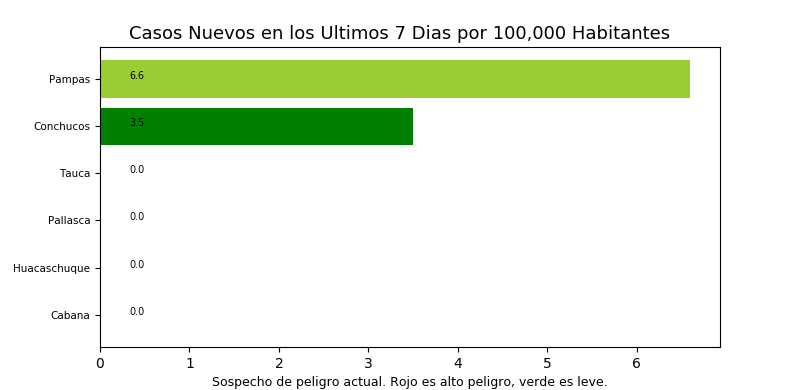 Casos Nuevos en los Ultimos 7 Dias por 100,000 Habitantes
Pampas 6.6
Conchucos 3.5
Tauca 0.0
Pallasca 0.0
Huacaschuque 0.0
Cabana 0.0
0 1 2 3 4 5 6
Sospecho de peligro actual. Rojo es alto peligro, verde es leve.